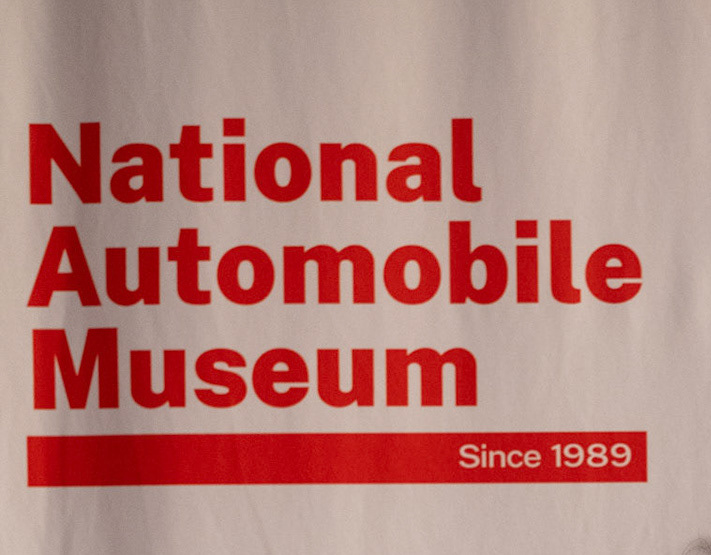 National
Automobile
Museum
Since 1989